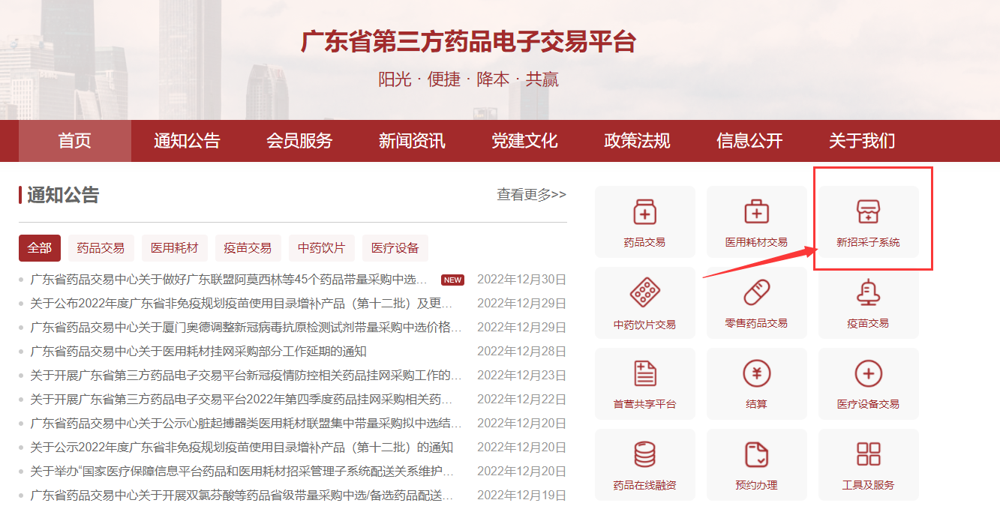 广东省第三方药品电子交易平台
阳光 · 便捷 · 降本 · 共赢
首页 通知公告 会员服务 新闻资讯 党建文化 政策法规 信息公开 关于我们
通知公告 查看更多>>
全部 药品交易 医用耗材 疫苗交易 中药饮片 医疗设备
广东省药品交易中心关于做好广东联盟阿莫西林等45个药品带量采购中选... NEW 2022年12月30日
关于公布2022年度广东省非免疫规划疫苗使用目录增补产品（第十二批）及更... 2022年12月29日
广东省药品交易中心关于厦门奥德调整新冠病毒抗原检测试剂带量采购中选价格... 2022年12月29日
广东省药品交易中心关于医用耗材挂网采购部分工作延期的通知 2022年12月28日
关于开展广东省第三方药品电子交易平台新冠疫情防控相关药品挂网采购工作的... 2022年12月23日
关于开展广东省第三方药品电子交易平台2022年第四季度药品挂网采购相关药... 2022年12月22日
广东省药品交易中心关于公示心脏起搏器类医用耗材联盟集中带量采购拟中选结... 2022年12月20日
关于公示2022年度广东省非免疫规划疫苗使用目录增补产品（第十二批）的通知 2022年12月20日
关于举办“国家医疗保障信息平台药品和医用耗材招采管理子系统配送关系维护... 2022年12月20日
广东省药品交易中心关于开展双氯芬酸等药品省级带量采购中选/备选药品配送... 2022年12月19日
药品交易 医用耗材交易 新招采子系统
中药饮片交易 零售药品交易 疫苗交易
首营共享平台 结算 医疗设备交易
药品在线融资 预约办理 工具及服务